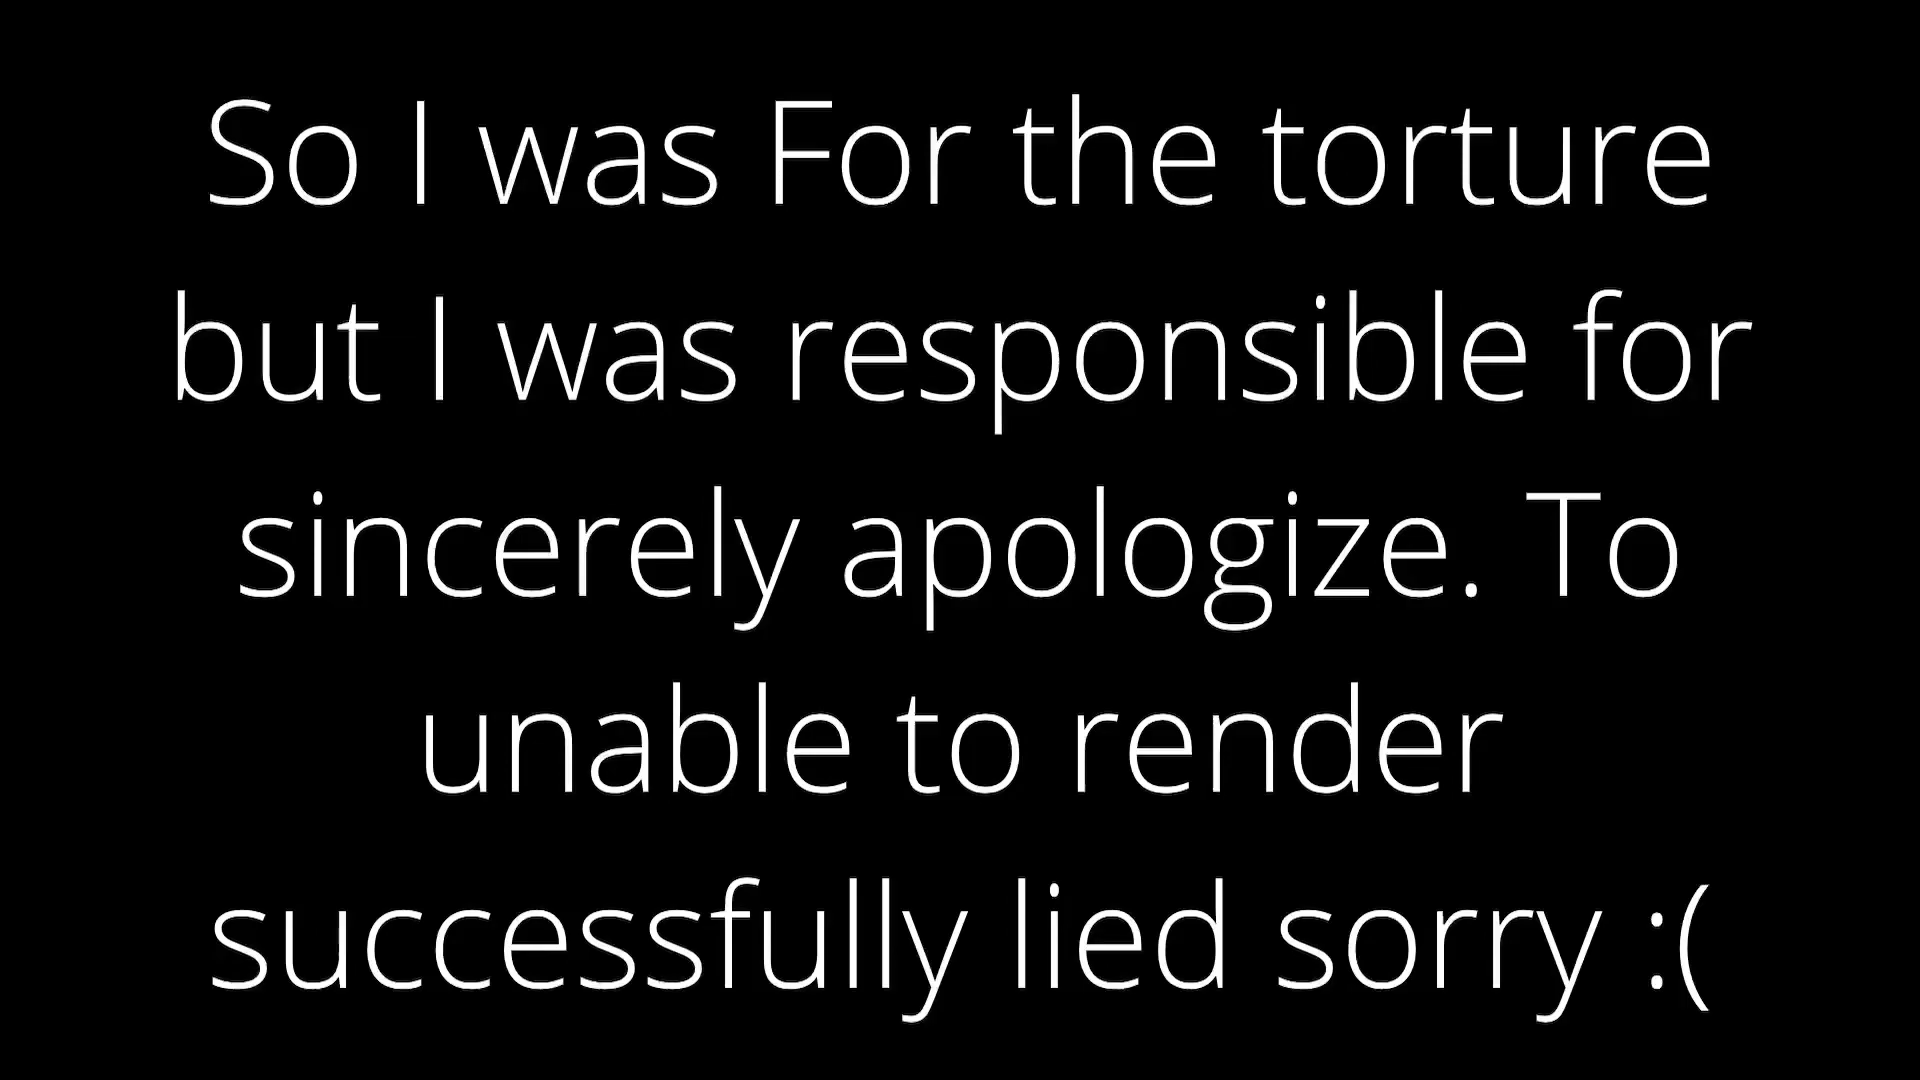 So I was For the torture
but I was responsible for
sincerely apologize. To
unable to render
successfully lied sorry :(